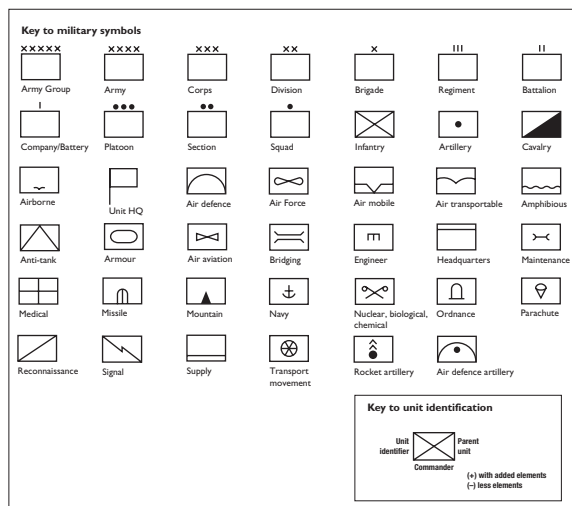 Key to military symbols
Army Group Army Corps Division Brigade Regiment Battalion
Company/Battery Platoon Section Squad Infantry Artillery Cavalry
Airborne Unit HQ Air defence Air Force Air mobile Air transportable Amphibious
Anti-tank Armour Air aviation Bridging Engineer Headquarters Maintenance
Medical Missile Mountain Navy Nuclear, biological, Ordnance Parachute
chemical
Reconnaissance Signal Supply Transport Rocket artillery Air defence artillery
movement
Key to unit identification
Unit Parent
identifier unit
Commander
(+) with added elements
(–) less elements